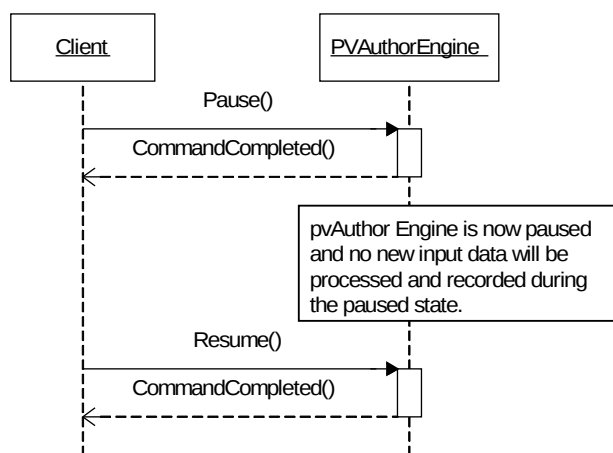 Client
PVAuthorEngine
Pause()
CommandCompleted()
pvAuthor Engine is now paused
and no new input data will be
processed and recorded during
the paused state.
Resume()
CommandCompleted()